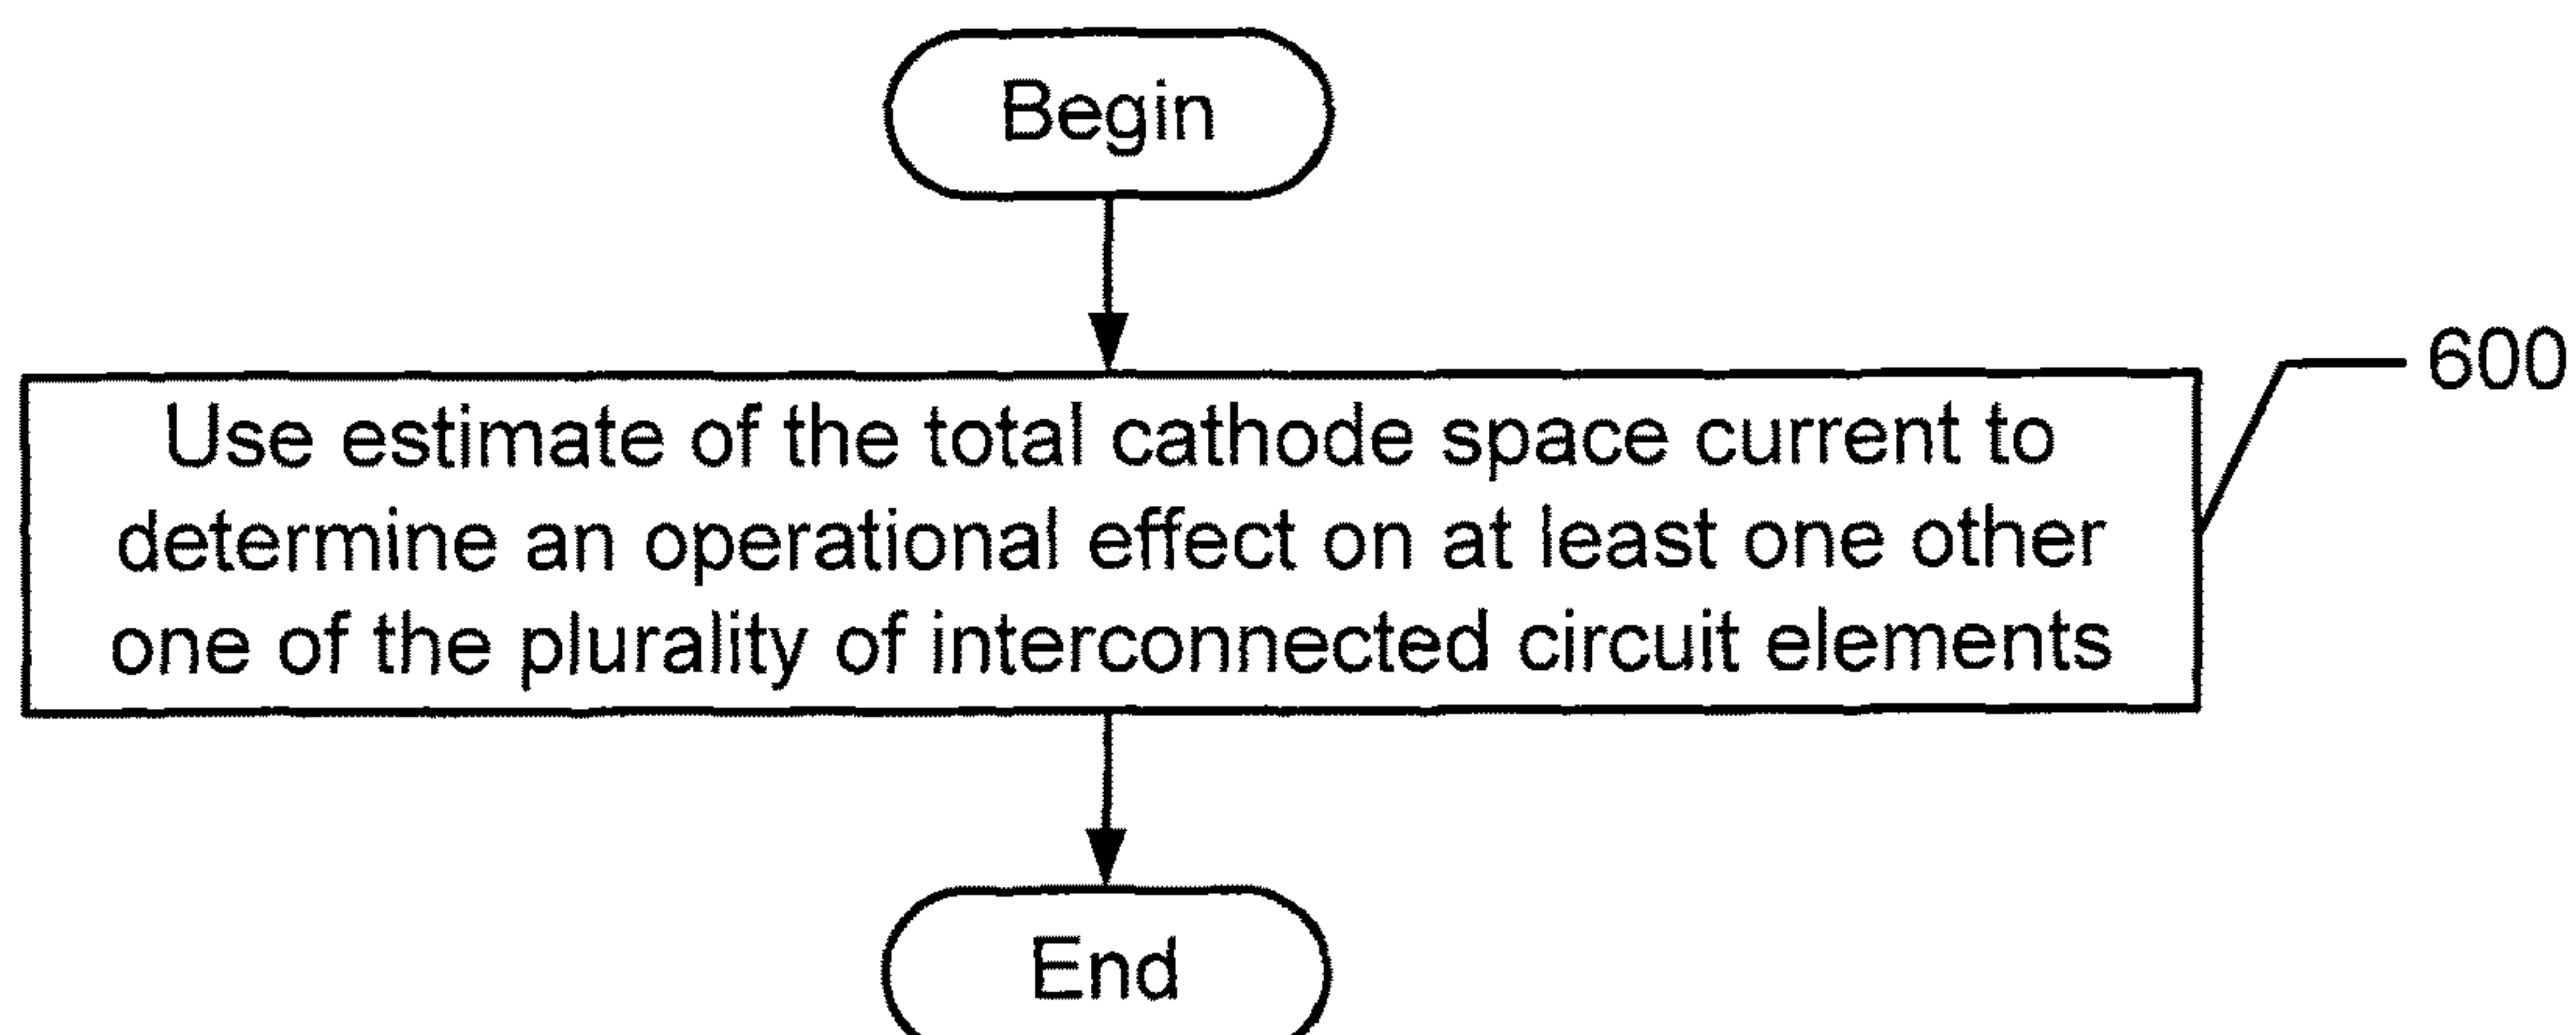 Begin
600
Use estimate of the total cathode space current to
determine an operational effect on at least one other
one of the plurality of interconnected circuit elements
End